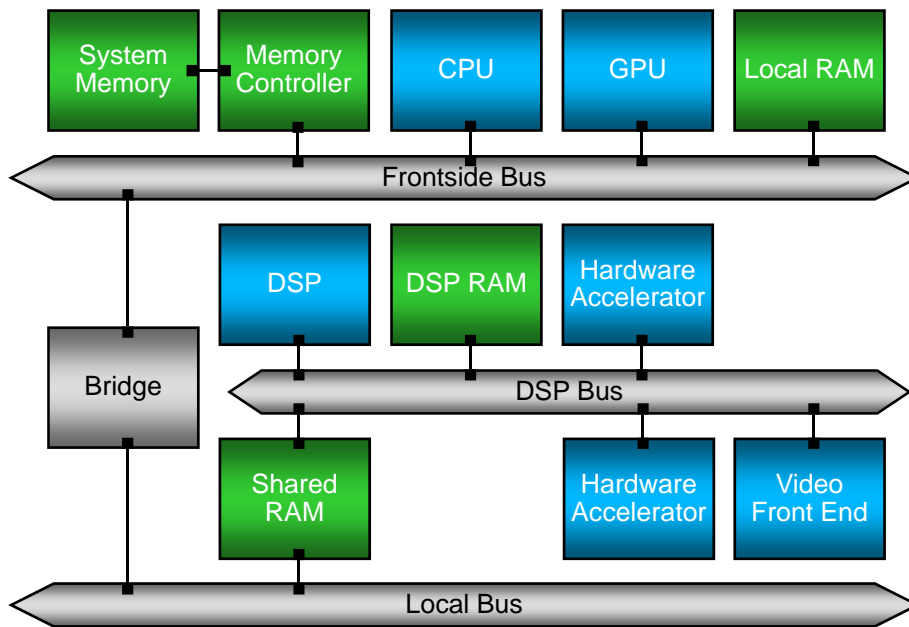 System
Memory
Memory
Controller
CPU
GPU
Local RAM
Frontside Bus
DSP
DSP RAM
Hardware
Accelerator
Bridge
DSP Bus
Shared
RAM
Hardware
Accelerator
Video
Front End
Local Bus